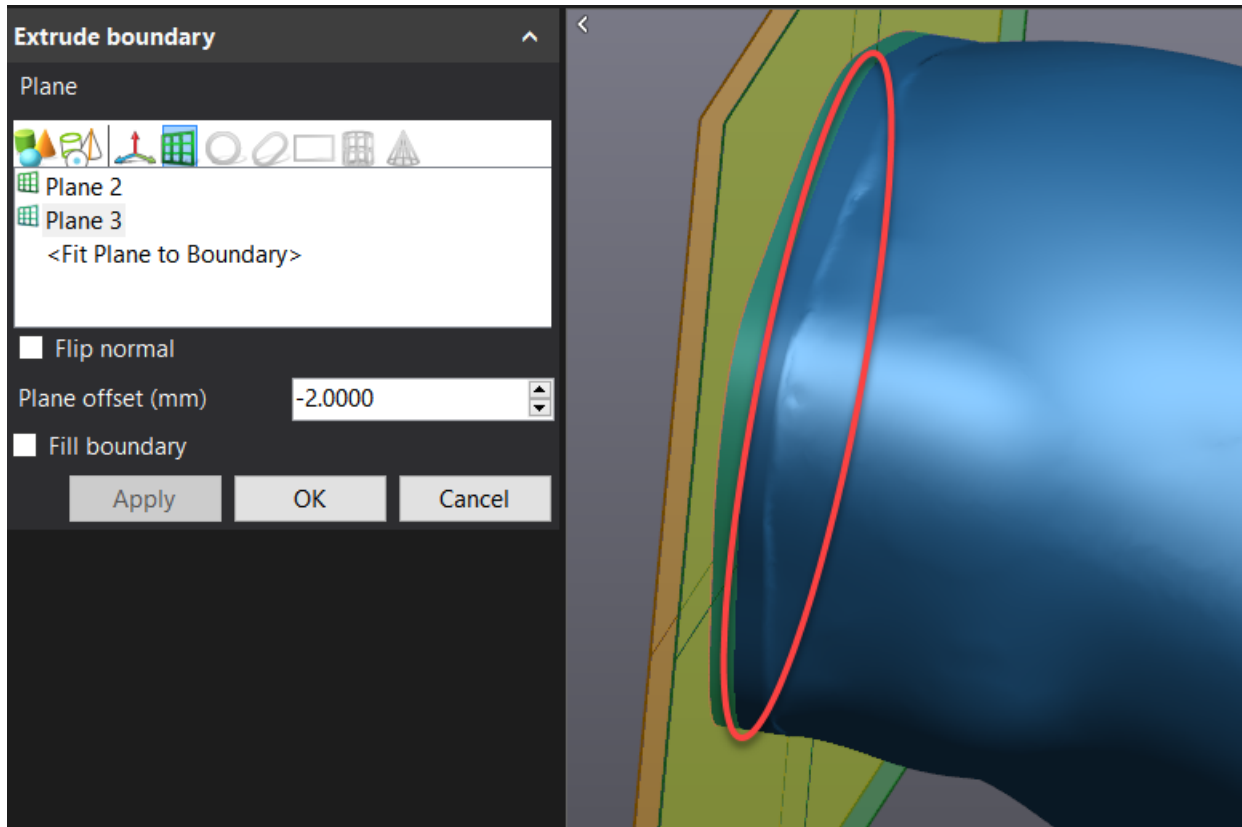 Extrude boundary
Plane
Plane 2
Plane 3
<Fit Plane to Boundary>
Flip normal
Plane offset (mm) -2.0000
Fill boundary
Apply OK Cancel